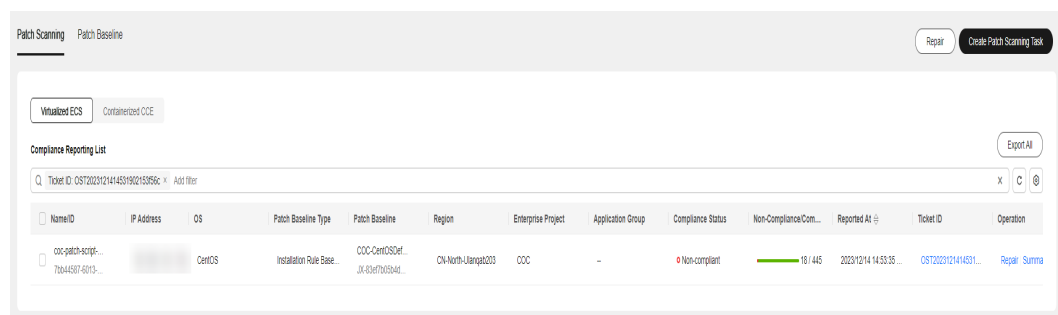 Patch Scanning Patch Baseline Repair Create Patch Scanning Task
Virtualized ECS Containerized CCE
Compliance Reporting List Export All
Ticket ID: OST2023121414531902153f56c × Add filter X C
Name/ID IP Address OS Patch Baseline Type Patch Baseline Region Enterprise Project Application Group Compliance Status Non-Compliance/Com... Reported At Ticket ID Operation
coc-patch-script-... CentOS Installation Rule Base... COC-CentOSDef... CN-North-Ulanqab203 COC -- Non-compliant 18 / 445 2023/12/14 14:53:35 ... OST2023121414531... Repair Summa
7bb44587-6013-... JX-83ef7b05b4d...